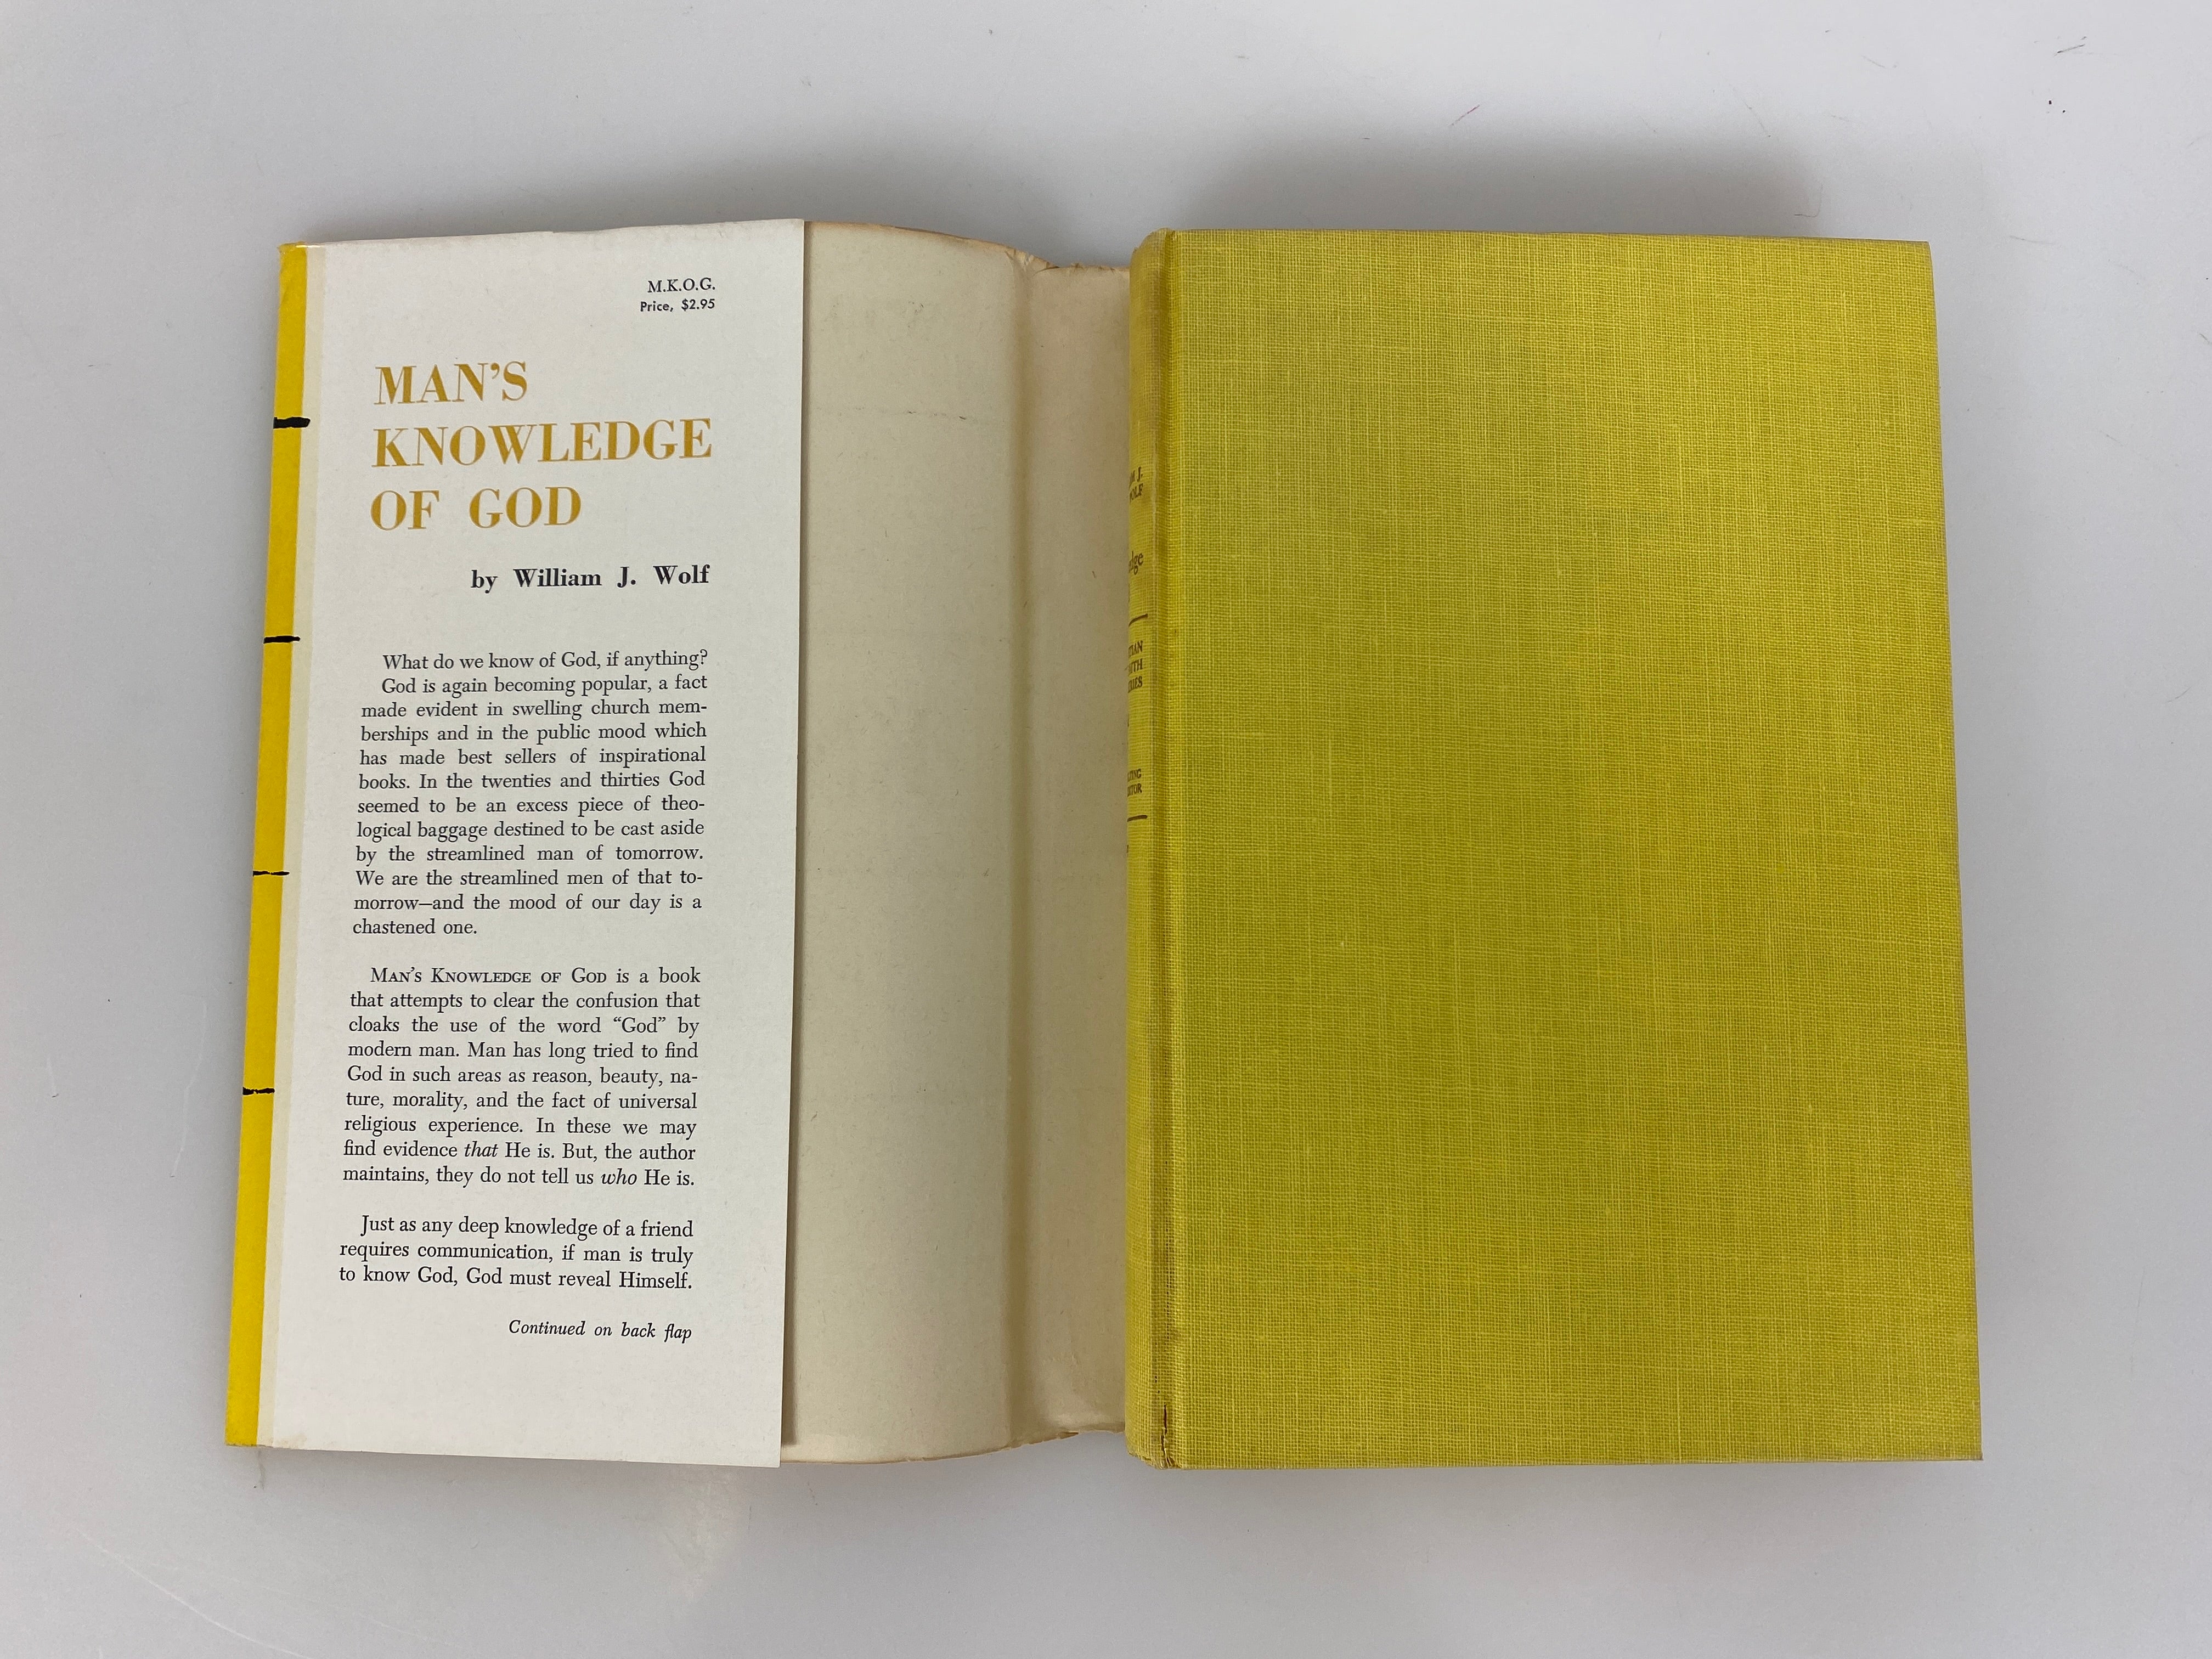 M.K.O.G.
Price, $2.95
MAN'S
KNOWLEDGE
OF GOD
by William J. Wolf
What do we know of God, if anything?
God is again becoming popular, a fact
made evident in swelling church mem-
berships and in the public mood which
has made best sellers of inspirational
books. In the twenties and thirties God
seemed to be an excess piece of theo-
logical baggage destined to be cast aside
by the streamlined man of tomorrow.
We are the streamlined men of that to-
morrow—and the mood of our day is a
chastened one.
MAN'S KNOWLEDGE OF GOD is a book
that attempts to clear the confusion that
cloaks the use of the word “God” by
modern man. Man has long tried to find
God in such areas as reason, beauty, na-
ture, morality, and the fact of universal
religious experience. In these we may
find evidence that He is. But, the author
maintains, they do not tell us who He is.
Just as any deep knowledge of a friend
requires communication, if man is truly
to know God, God must reveal Himself.
Continued on back flap
J.